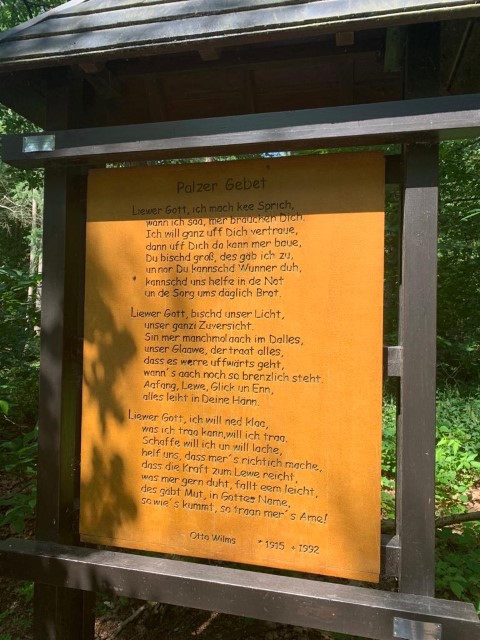 Palzer Gebet
Liewer Gott, ich mach kee Sprich,
wann ich saa, mer brauchen Dich.
Ich will ganz uff Dich vertraue,
dann uff Dich do kann mer baue,
Du bischd groß, des gäb ich zu,
un nor Du kannschd Wunner duh,
kannschd uns helfe in de Not
un de Sorg ums däglich Brot.
Liewer Gott, bischd unser Licht,
unser ganzi Zuversicht.
Sin mer manchmol aach im Dalles,
unser Glaawe, der traat alles,
dass es werre uffwärts geht,
wann´s aach noch so brenzlich steht.
Aafang, Lewe, Glick un Enn,
alles leiht in Deine Hänn.
Liewer Gott, ich will ned klaa,
was ich traa kann, will ich traa.
Schaffe will ich un will lache,
helf uns, dass mer´s richtich mache,
dass die Kraft zum Lewe reicht,
was mer gern duht, fallt eem leicht,
des gäbt Mut, in Gottes Name,
so wie´s kummt, so traan mer´s Ame!
Otto Wilms * 1915 + 1992